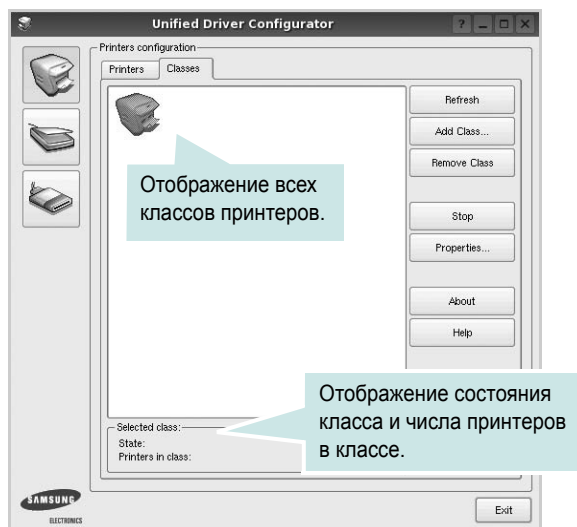 Unified Driver Configurator
?
Printers configuration
Printers
Classes
Refresh
Add Class...
Remove Class
Отображение всех
классов принтеров.
Stop
Properties...
About
Help
Отображение состояния
класса и числа принтеров
в классе.
Selected class:
State:
Printers in class:
SAMSUNG
ELECTRONICS
Exit